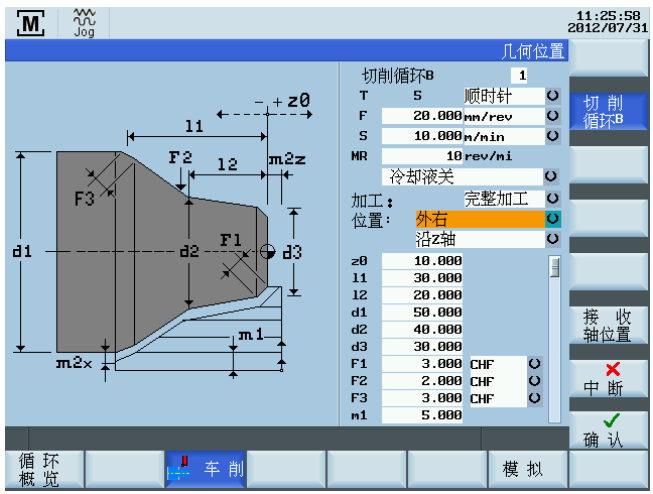 M
Jog
11:25:58
2012/07/31
几何位置
切削循环B 1
T 5 顺时针
F 20.000 mm/rev
S 10.000 m/min
MR 10 rev/mi
冷却液关
加工: 完整加工
位置: 外右
沿z轴
z0 10.000
l1 30.000
l2 20.000
d1 50.000
d2 40.000
d3 30.000
F1 3.000 CHF
F2 2.000 CHF
F3 3.000 CHF
m1 5.000
- + z0
l1
F2
l2
m2z
F3
d1
d2
F1
d3
m1
m2x
切 削
循环B
接 收
轴位置
中 断
确 认
循 环
概 览
车 削
模 拟